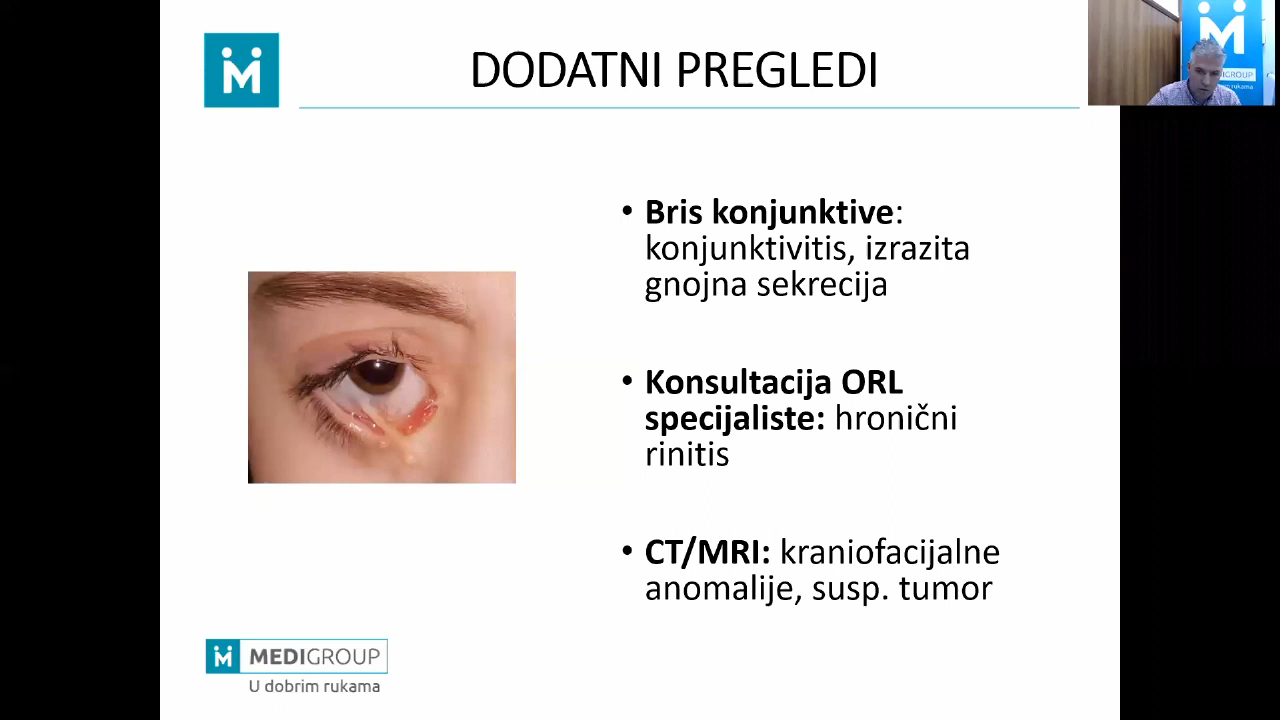 DODATNI PREGLEDI
• Bris konjunktive:
konjunktivitis, izrazita
gnojna sekrecija
• Konsultacija ORL
specijaliste: hronični
rinitis
• CT/MRI: kraniofacijalne
anomalije, susp. tumor
MEDIGROUP
U dobrim rukama